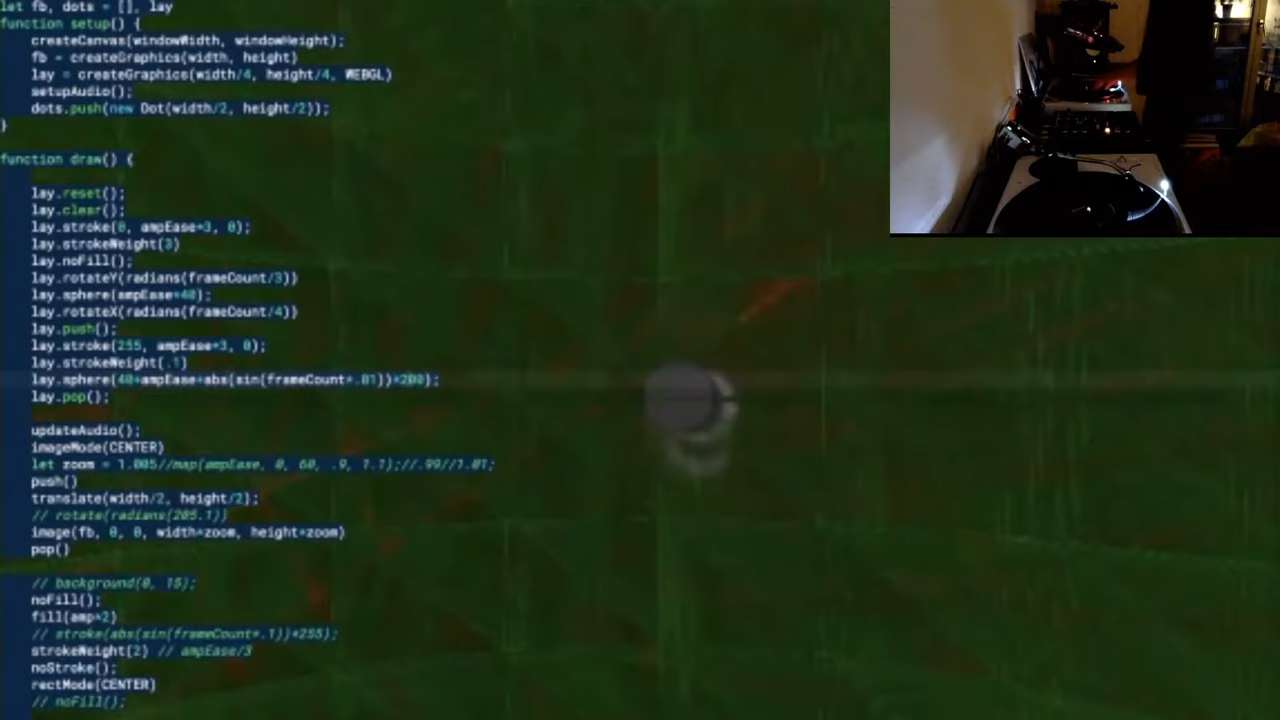 let fb, dots = [], lay
function setup() {
createCanvas(windowWidth, windowHeight);
fb = createGraphics(width, height)
lay = createGraphics(width/4, height/4, WEBGL)
setupAudio();
dots.push(new Dot(width/2, height/2));
}
function draw() {
lay.reset();
lay.clear();
lay.stroke(0, ampEase*3, 0);
lay.strokeWeight(3)
lay.noFill();
lay.rotateY(radians(frameCount/3))
lay.sphere(ampEase*40);
lay.rotateX(radians(frameCount/4))
lay.push();
lay.stroke(255, ampEase*3, 0);
lay.strokeWeight(.1)
lay.sphere(40+ampEase+abs(sin(frameCount*.01))*200);
lay.pop();
updateAudio();
imageMode(CENTER)
let zoom = 1.005//map(ampEase, 0, 60, .9, 1.1);//.99//1.01;
push()
translate(width/2, height/2);
// rotate(radians(205.1))
image(fb, 0, 0, width*zoom, height*zoom)
pop()
// background(0, 15);
noFill();
fill(amp*2)
// stroke(abs(sin(frameCount*.1))*255);
strokeWeight(2) // ampEase/3
noStroke();
rectMode(CENTER)
// noFill();